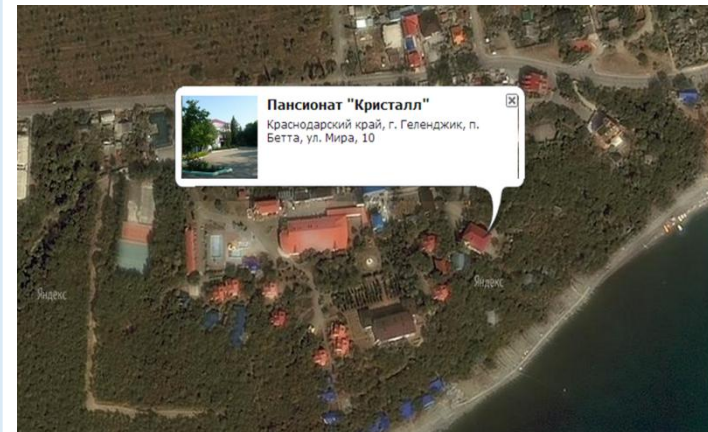 Пансионат "Кристалл"
Краснодарский край, г. Геленджик, п.
Бетта, ул. Мира, 10
Яндекс
Яндекс